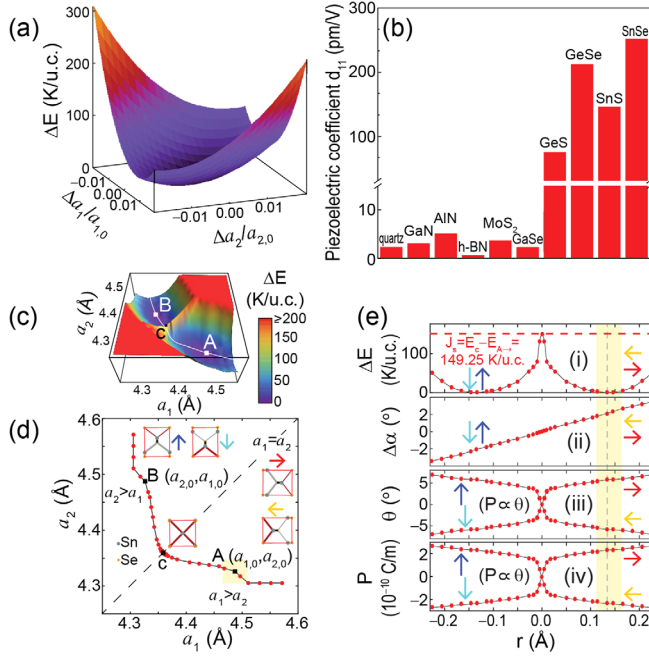 (a)
300
200
100
0
ΔE (K/u.c.)
−0.01
0.00
0.01
Δa₁/a₁,₀
−0.01
0.00
0.01
Δa₂/a₂,₀
(b)
Piezoelectric coefficient d₁₁ (pm/V)
300
200
100
10
5
0
quartz
GaN
AlN
h-BN
MoS₂
GaSe
GeS
GeSe
SnS
SnSe
(c)
ΔE
(K/u.c.)
≥200
150
100
50
0
a₂ (Å)
4.5
4.4
4.3
B
c
A
4.3 4.4 4.5
a₁ (Å)
(d)
4.6
4.5
4.4
4.3
a₂ (Å)
a₁=a₂
B (a₂,₀,a₁,₀)
a₂>a₁
Sn
Se
A (a₁,₀,a₂,₀)
c
a₁>a₂
4.3 4.4 4.5 4.6
a₁ (Å)
(e)
ΔE
(K/u.c.)
100
0
Jₛ=E꜀−E_A→=
149.25 K/u.c.
(i)
Δα (°)
2
0
−2
(ii)
θ (°)
5
0
−5
(P∝θ)
(iii)
P
(10⁻¹⁰ C/m)
2
0
−2
(P∝θ)
(iv)
−0.2 −0.1 0.0 0.1 0.2
r (Å)